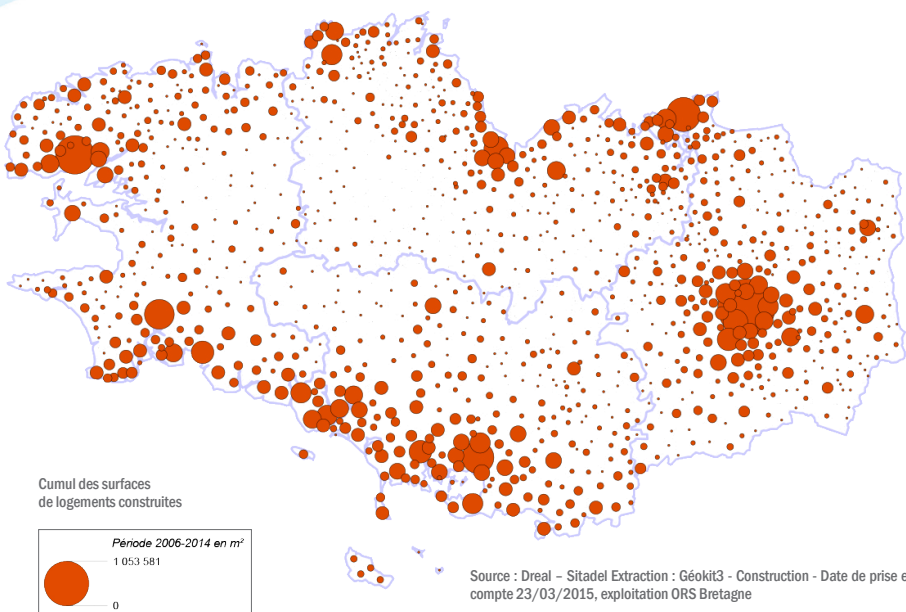 Cumul des surfaces
de logements construites
Période 2006-2014 en m²
1 053 581
0
Source : Dreal – Sitadel Extraction : Géokit3 - Construction - Date de prise e
compte 23/03/2015, exploitation ORS Bretagne